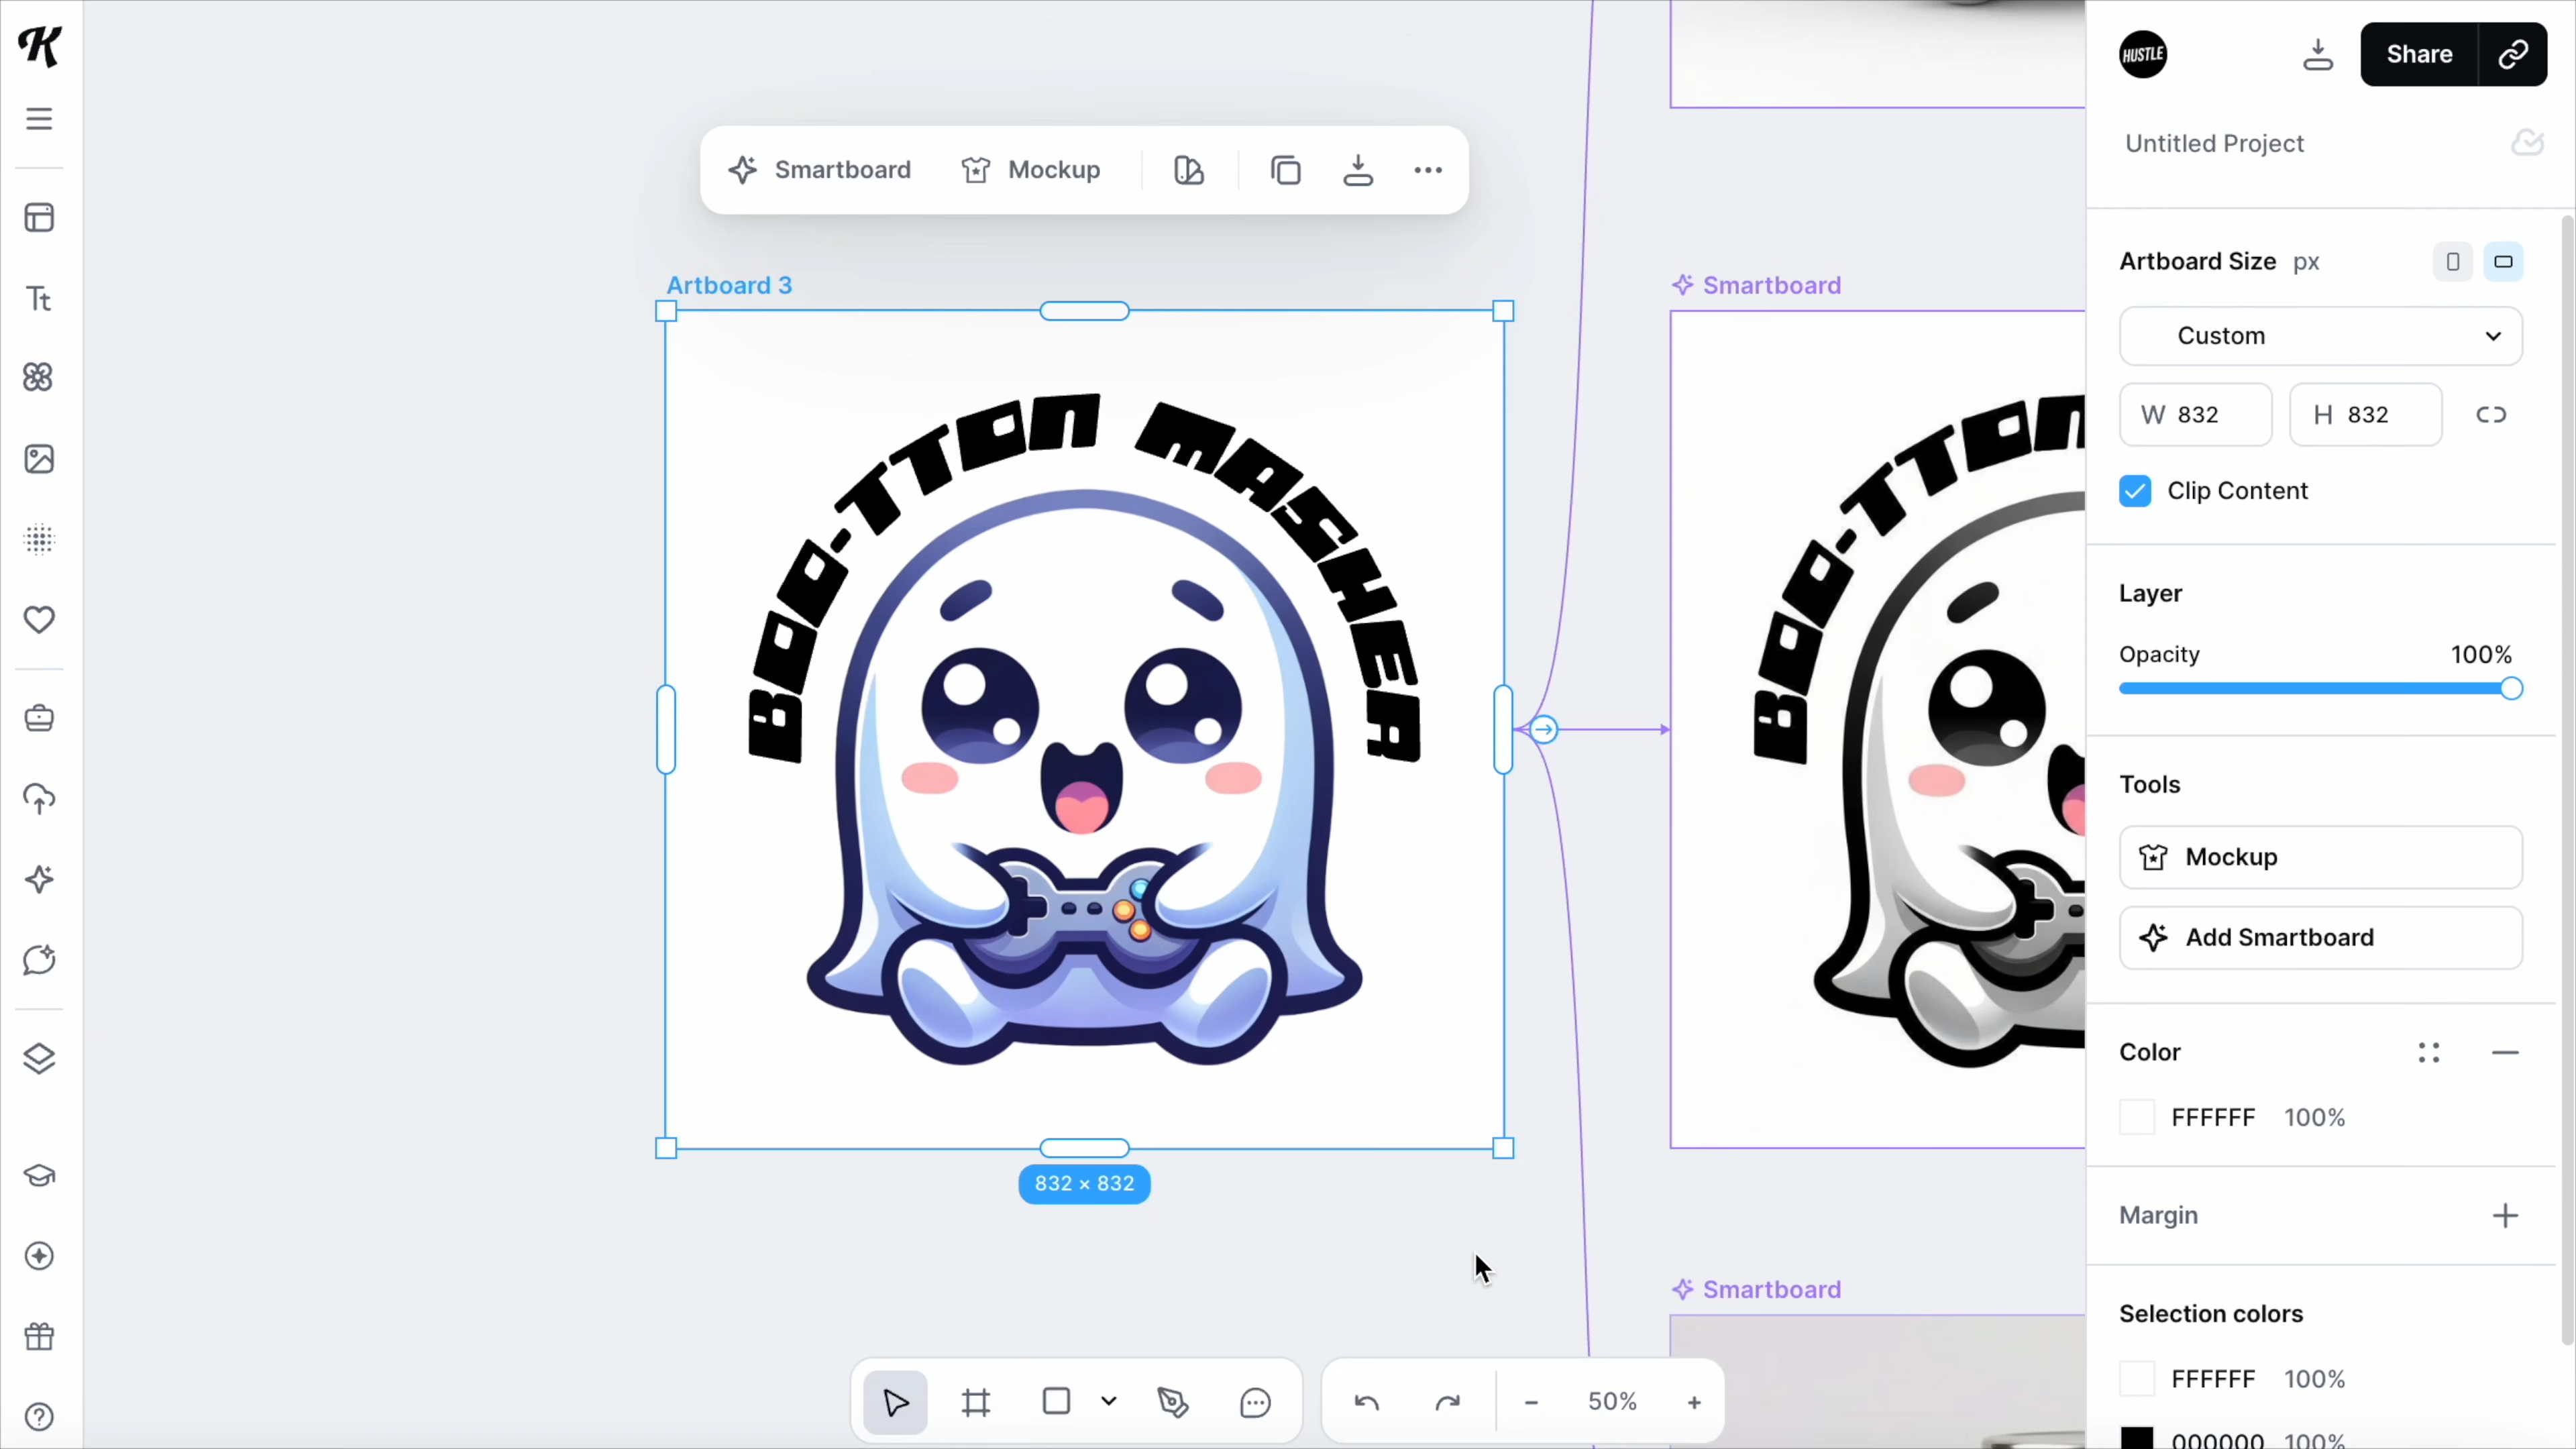 K
HUSTLE
Share
Untitled Project
Smartboard
Mockup
Artboard 3
BOO-TTON MASHER
832 × 832
Smartboard
BOO-TTON
Smartboard
Artboard Size px
Custom
W 832
H 832
Clip Content
Layer
Opacity 100%
Tools
Mockup
Add Smartboard
Color
FFFFFF 100%
Margin
Selection colors
FFFFFF 100%
000000 100%
Tt
50%